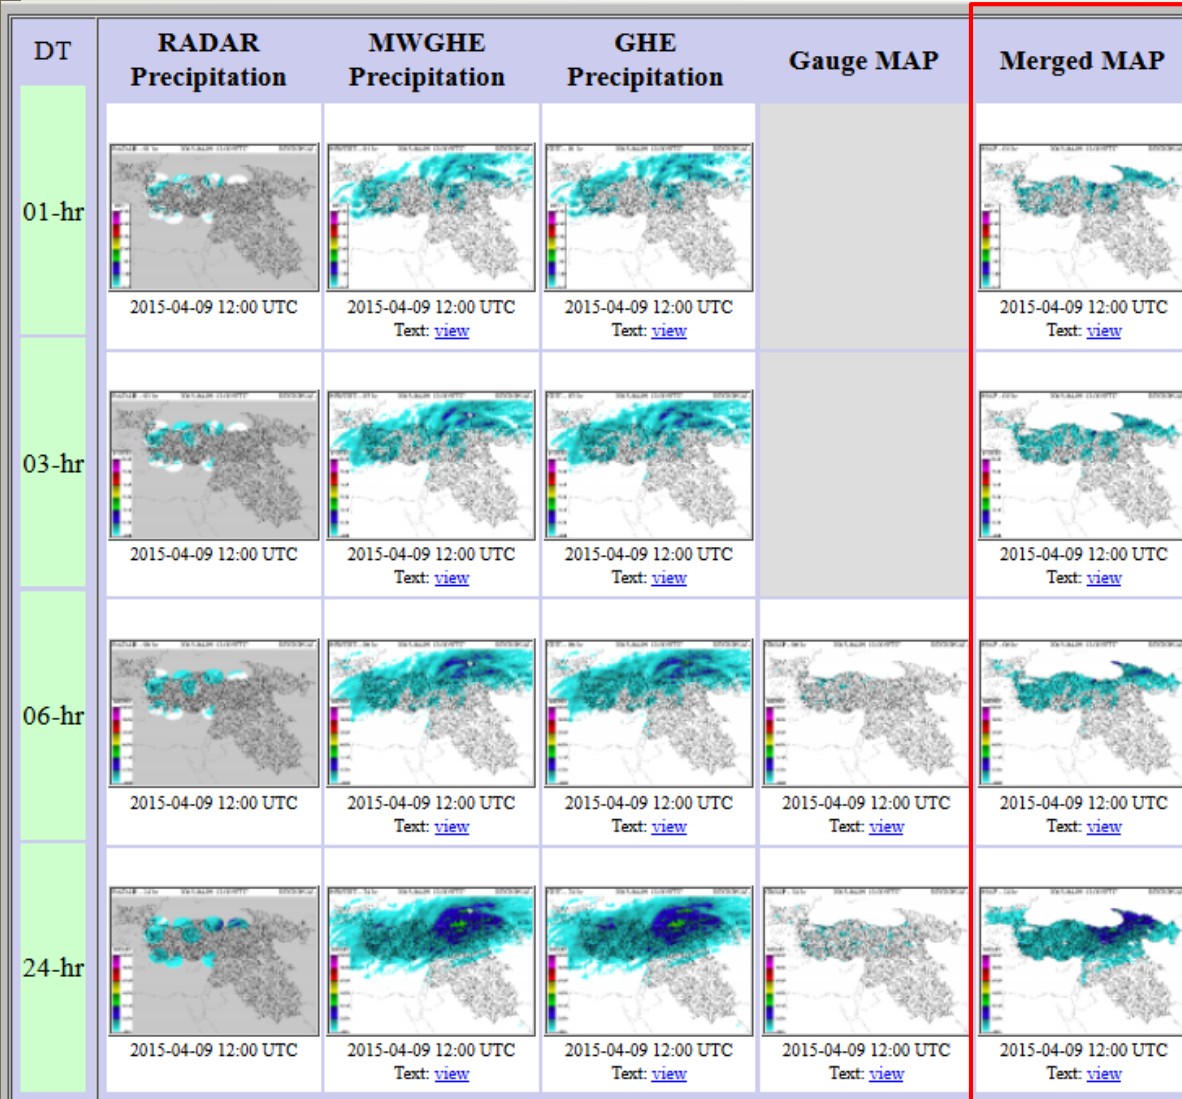 DT
RADAR
Precipitation
MWGHE
Precipitation
GHE
Precipitation
Gauge MAP
Merged MAP
01-hr
2015-04-09 12:00 UTC
2015-04-09 12:00 UTC
Text: view
2015-04-09 12:00 UTC
Text: view
2015-04-09 12:00 UTC
Text: view
03-hr
2015-04-09 12:00 UTC
2015-04-09 12:00 UTC
Text: view
2015-04-09 12:00 UTC
Text: view
2015-04-09 12:00 UTC
Text: view
06-hr
2015-04-09 12:00 UTC
2015-04-09 12:00 UTC
Text: view
2015-04-09 12:00 UTC
Text: view
2015-04-09 12:00 UTC
Text: view
2015-04-09 12:00 UTC
Text: view
24-hr
2015-04-09 12:00 UTC
2015-04-09 12:00 UTC
Text: view
2015-04-09 12:00 UTC
Text: view
2015-04-09 12:00 UTC
Text: view
2015-04-09 12:00 UTC
Text: view